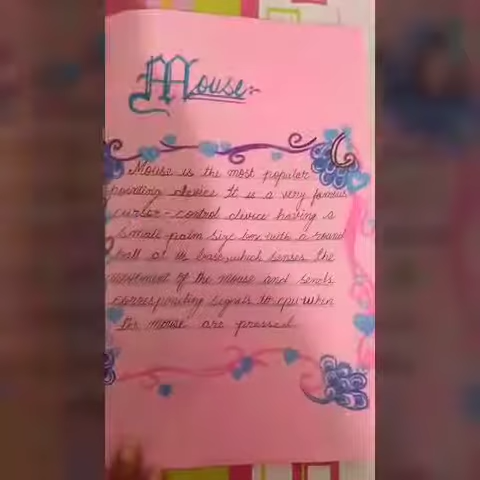 Mouse:-
Mouse is the most popular
pointing device It is a very famous
cursor-control device having a
small palm size box with a round
ball at its base, which senses the
movement of the mouse and sends
corresponding signals to cpu when
the mouse are pressed